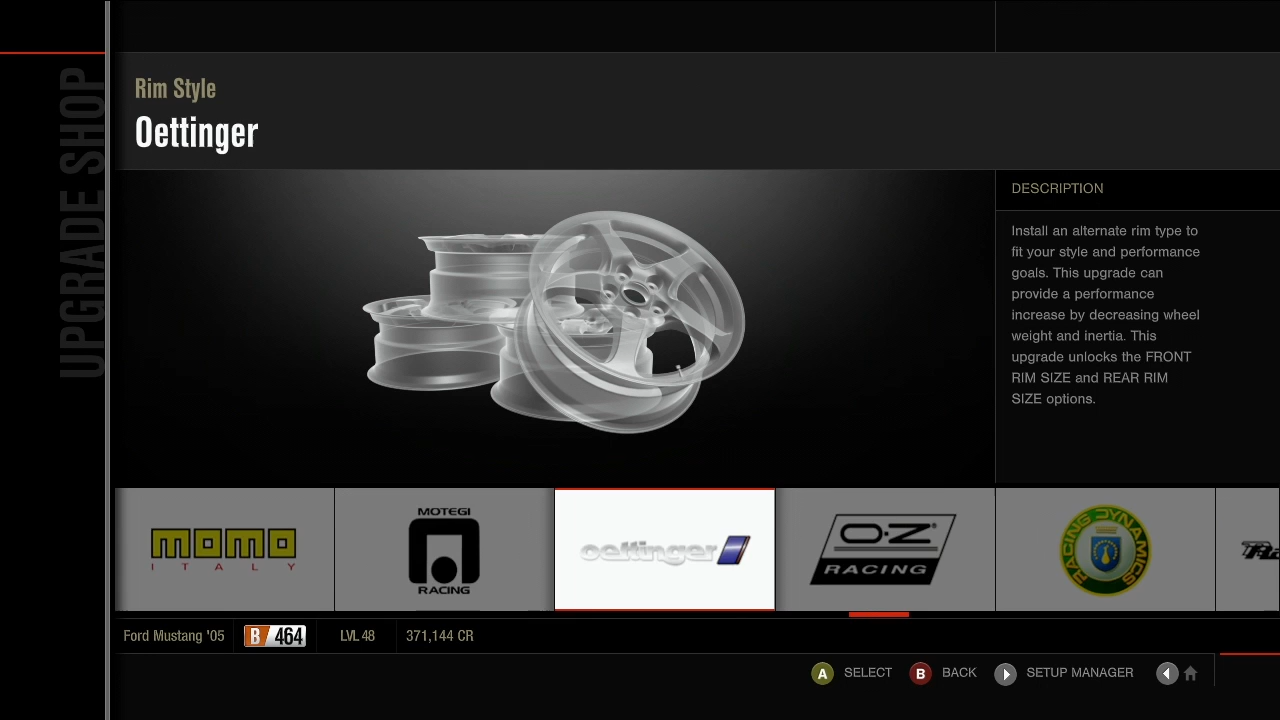 UPGRADE SHOP
Rim Style
Oettinger
DESCRIPTION
Install an alternate rim type to
fit your style and performance
goals. This upgrade can
provide a performance
increase by decreasing wheel
weight and inertia. This
upgrade unlocks the FRONT
RIM SIZE and REAR RIM
SIZE options.
momo
ITALY
MOTEGI
RACING
oettinger
O·Z
RACING
RACING DYNAMICS
Ford Mustang '05
B 464
LVL 48
371,144 CR
A SELECT
B BACK
SETUP MANAGER